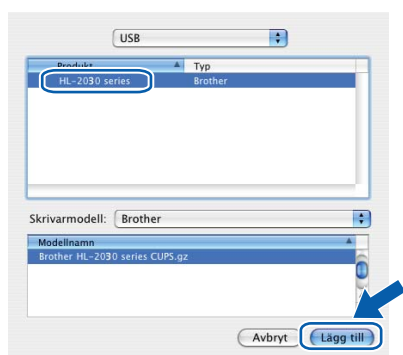 USB
Produkt Typ
HL-2030 series Brother
Skrivarmodell: Brother
Modellnamn
Brother HL-2030 series CUPS.gz
Avbryt Lägg till